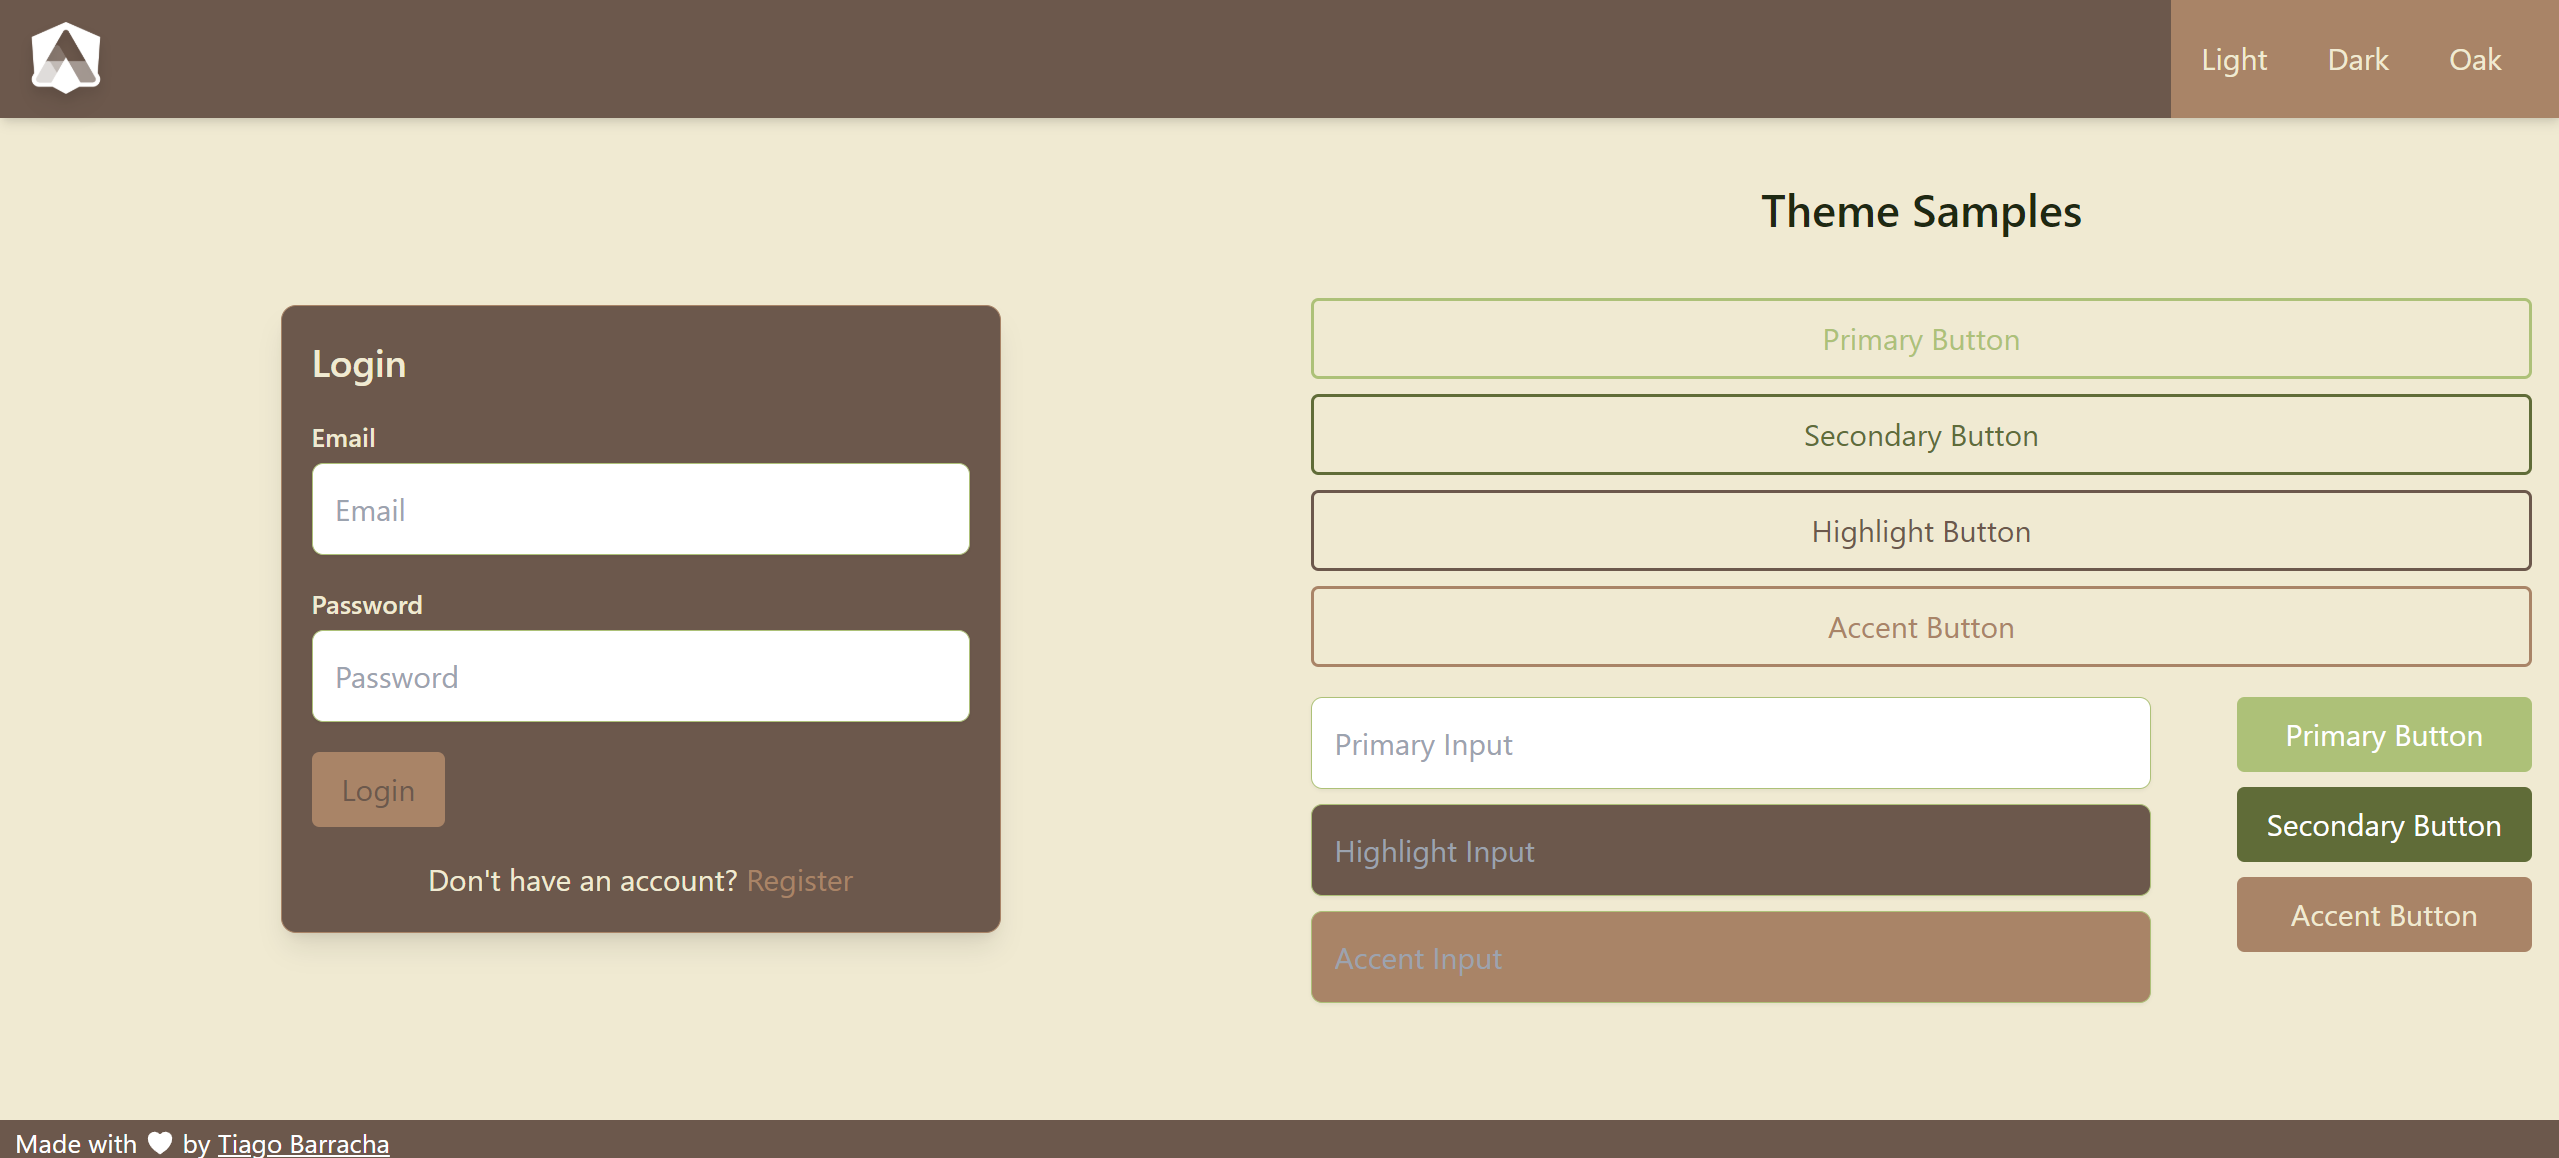 Light Dark Oak
Login
Email
Email
Password
Password
Login
Don't have an account? Register
Theme Samples
Primary Button
Secondary Button
Highlight Button
Accent Button
Primary Input
Highlight Input
Accent Input
Primary Button
Secondary Button
Accent Button
Made with 🤍 by Tiago Barracha